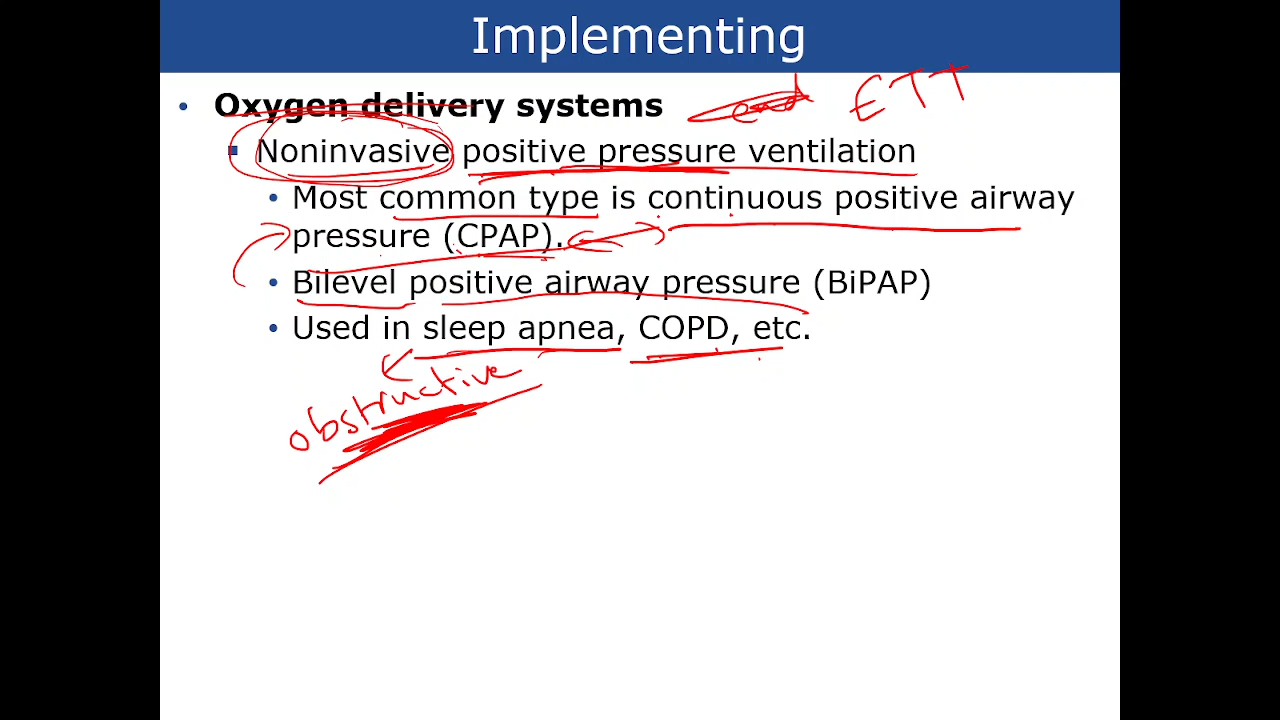 Implementing
• Oxygen delivery systems end ETT
▪ Noninvasive positive pressure ventilation
• Most common type is continuous positive airway
pressure (CPAP).
• Bilevel positive airway pressure (BiPAP)
• Used in sleep apnea, COPD, etc.
obstructive